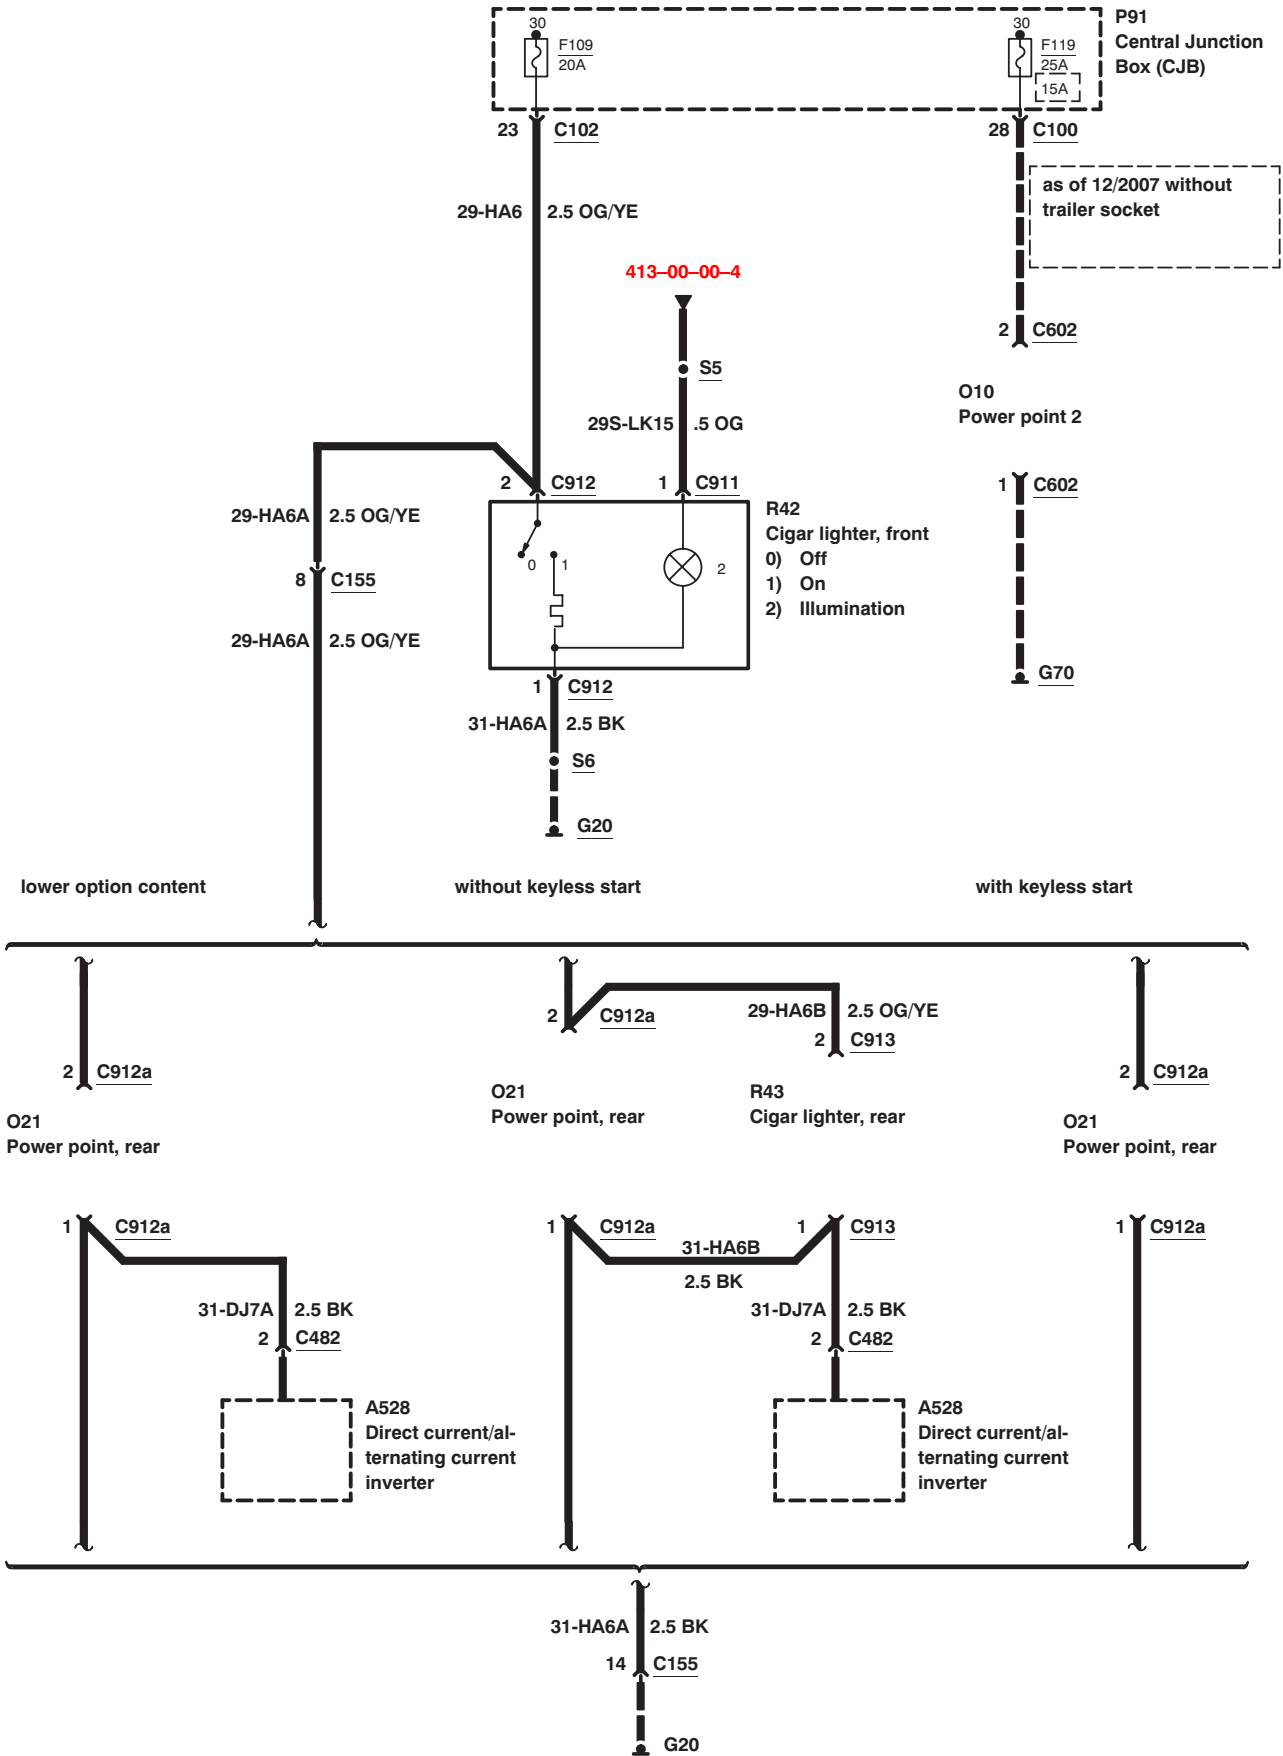 30
F109
20A
30
F119
25A
15A
P91
Central Junction
Box (CJB)
23 C102
28 C100
as of 12/2007 without
trailer socket
29-HA6 2.5 OG/YE
413–00–00–4
2 C602
S5
O10
Power point 2
29S-LK15 .5 OG
2 C912
1 C911
1 C602
29-HA6A 2.5 OG/YE
R42
Cigar lighter, front
0) Off
1) On
2) Illumination
0 1 2
8 C155
29-HA6A 2.5 OG/YE
1 C912
G70
31-HA6A 2.5 BK
S6
G20
lower option content
without keyless start
with keyless start
2 C912a
29-HA6B 2.5 OG/YE
2 C913
2 C912a
2 C912a
O21
Power point, rear
R43
Cigar lighter, rear
O21
Power point, rear
O21
Power point, rear
1 C912a
1 C912a
1 C913
1 C912a
31-HA6B
2.5 BK
31-DJ7A 2.5 BK
2 C482
31-DJ7A 2.5 BK
2 C482
A528
Direct current/al-
ternating current
inverter
A528
Direct current/al-
ternating current
inverter
31-HA6A 2.5 BK
14 C155
G20